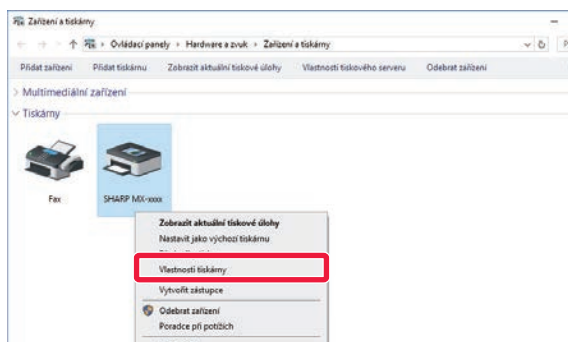 Zařízení a tiskárny
Ovládací panely › Hardware a zvuk › Zařízení a tiskárny
Přidat zařízení Přidat tiskárnu Zobrazit aktuální tiskové úlohy Vlastnosti tiskového serveru Odebrat zařízení
Multimediální zařízení
Tiskárny
Fax SHARP MX-xxxx
Zobrazit aktuální tiskové úlohy
Nastavit jako výchozí tiskárnu
Vlastnosti tiskárny
Vytvořit zástupce
Odebrat zařízení
Poradce při potížích